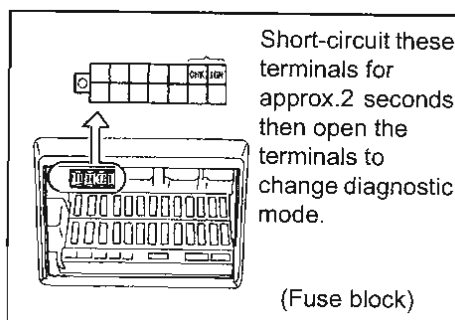 CHK IGN
Short-circuit these
terminals for
approx.2 seconds
then open the
terminals to
change diagnostic
mode.
(Fuse block)